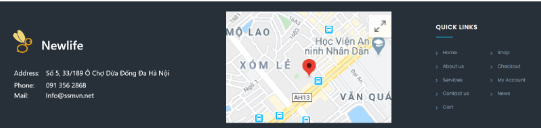 Newlife
Address: Số 5, 33/189 Ô Chợ Dừa Đống Đa Hà Nội
Phone: 091 356 2868
Mail: Info@ssmvn.net
MỘ LAO
Học Viện An
ninh Nhân Dân
XÓM LẺ
AH13
VĂN QUÁ
QUICK LINKS
Home
About us
Services
Contact us
Cart
Shop
Checkout
My Account
News